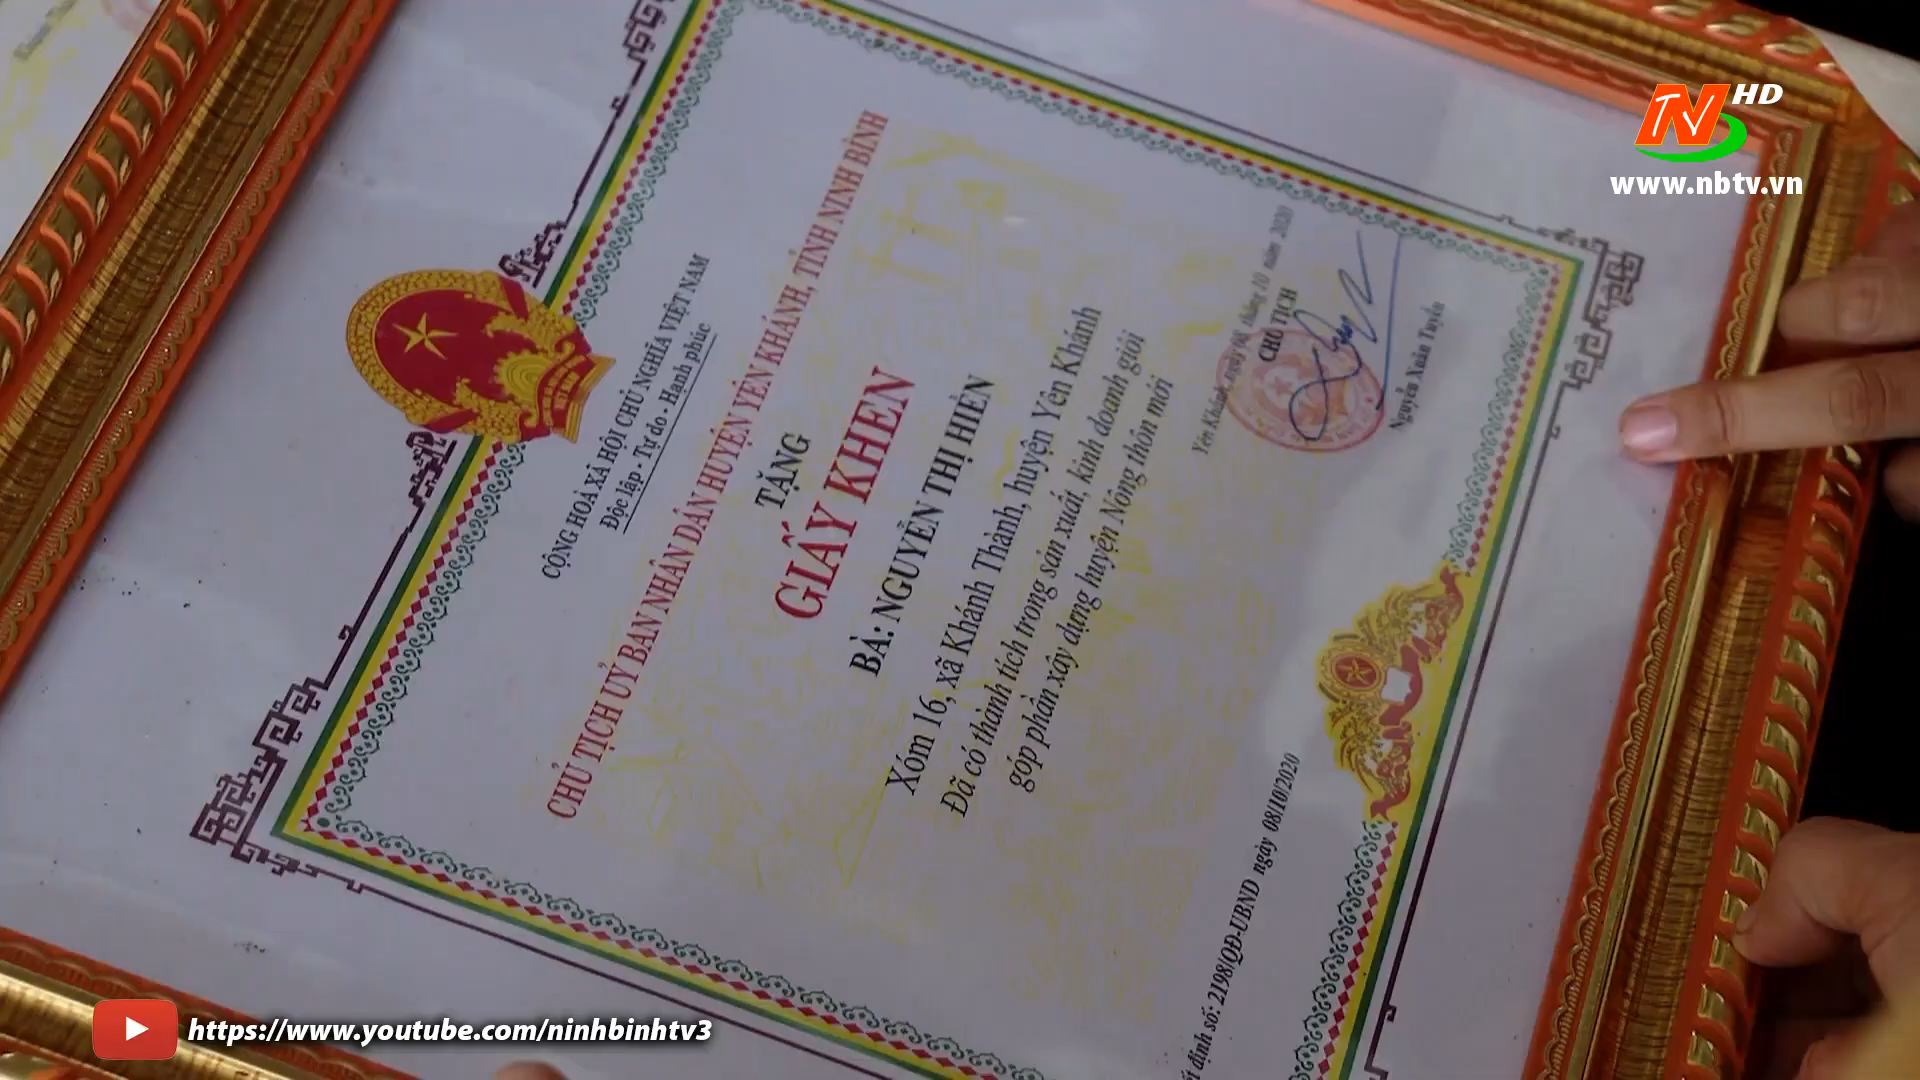 CỘNG HOÀ XÃ HỘI CHỦ NGHĨA VIỆT NAM
Độc lập - Tự do - Hạnh phúc
CHỦ TỊCH UỶ BAN NHÂN DÂN HUYỆN YÊN KHÁNH, TỈNH NINH BÌNH
TẶNG
GIẤY KHEN
BÀ: NGUYỄN THỊ HIỀN
Xóm 16, xã Khánh Thành, huyện Yên Khánh
Đã có thành tích trong sản xuất, kinh doanh giỏi
góp phần xây dựng huyện Nông thôn mới
Yên Khánh, ngày 08 tháng 10 năm 2020
CHỦ TỊCH
Nguyễn Xuân Tuyển
định số: 2198/QĐ-UBND ngày 08/10/2020
NTV HD
www.nbtv.vn
https://www.youtube.com/ninhbinhtv3